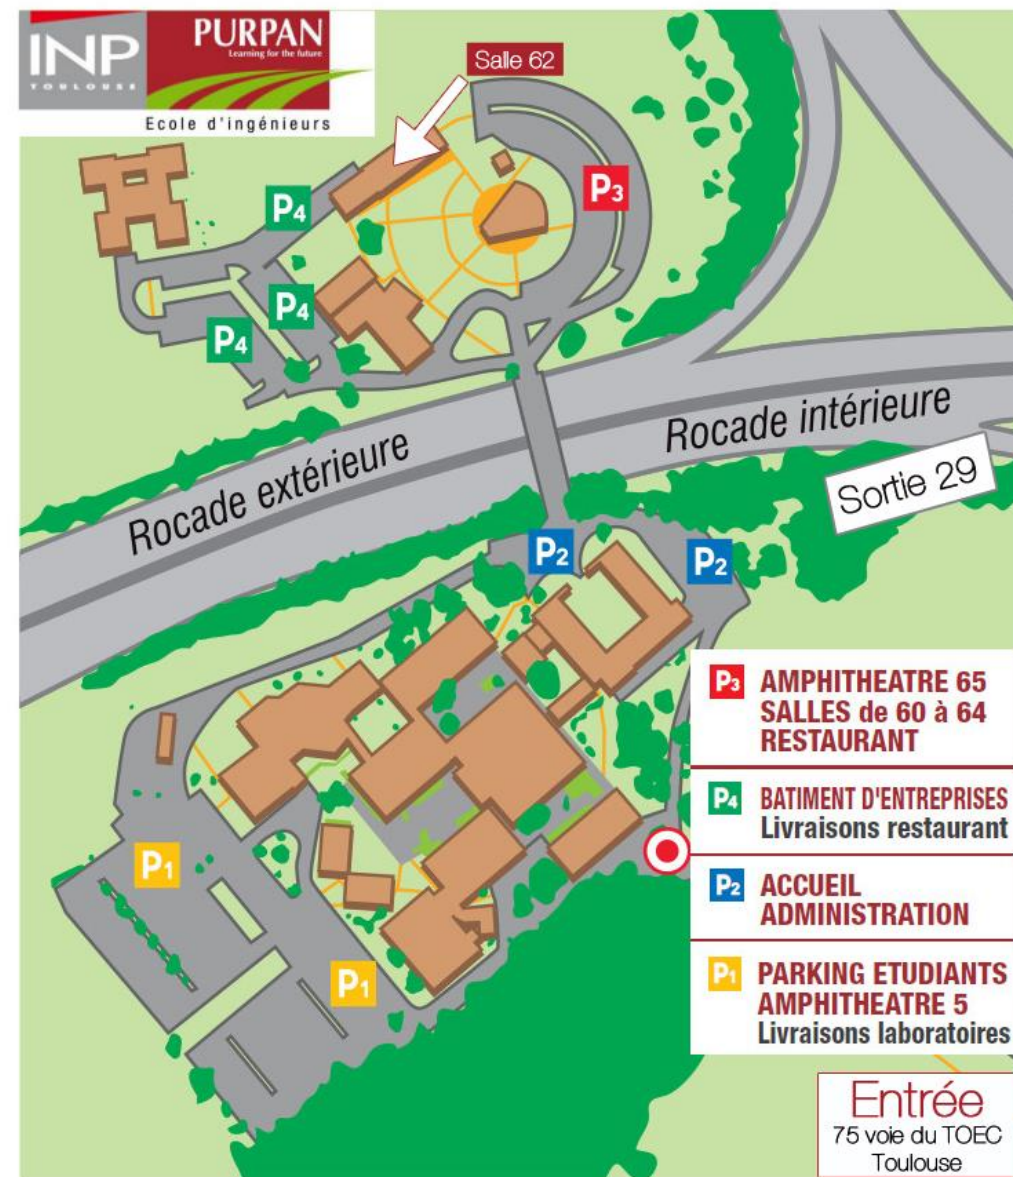 INP
TOULOUSE
PURPAN
Learning for the future
Ecole d'ingénieurs
Salle 62
P3
P4
P4
P4
Rocade extérieure
Rocade intérieure
Sortie 29
P2
P2
P1
P1
P3 AMPHITHEATRE 65
SALLES de 60 à 64
RESTAURANT
P4 BATIMENT D'ENTREPRISES
Livraisons restaurant
P2 ACCUEIL
ADMINISTRATION
P1 PARKING ETUDIANTS
AMPHITHEATRE 5
Livraisons laboratoires
Entrée
75 voie du TOEC
Toulouse